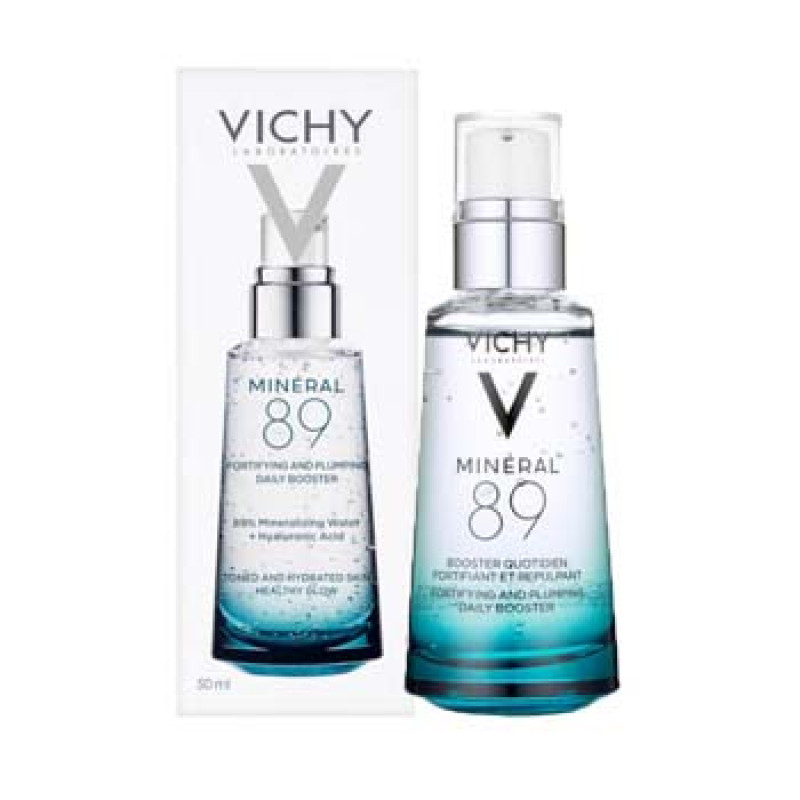 VICHY
LABORATOIRES
MINÉRAL
89
FORTIFYING AND PLUMPING
DAILY BOOSTER
89% Mineralizing Water
+ Hyaluronic Acid
TONED AND HYDRATED SKIN
HEALTHY GLOW
50 ml
VICHY
LABORATOIRES
MINÉRAL
89
BOOSTER QUOTIDIEN
FORTIFIANT ET REPULPANT
FORTIFYING AND PLUMPING
DAILY BOOSTER